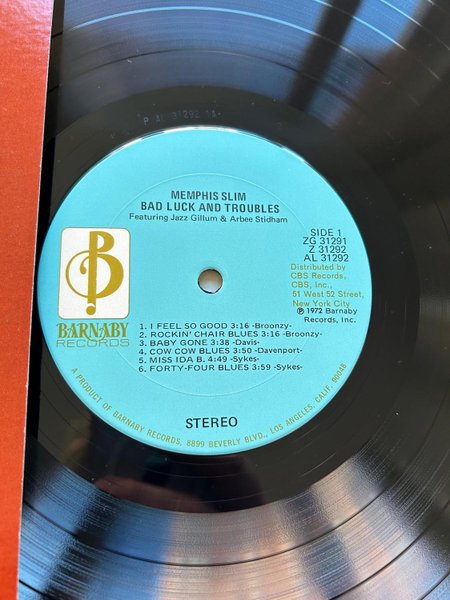 P AL 31292 1A
MEMPHIS SLIM
BAD LUCK AND TROUBLES
Featuring Jazz Gillum & Arbee Stidham
SIDE 1
ZG 31291
Z 31292
AL 31292
Distributed by
CBS Records,
CBS, Inc.,
51 West 52 Street,
New York City
℗ 1972 Barnaby
Records, Inc.
B
BARNABY
RECORDS
1. I FEEL SO GOOD 3:16 -Broonzy-
2. ROCKIN' CHAIR BLUES 3:16 -Broonzy-
3. BABY GONE 3:38 -Davis-
4. COW COW BLUES 3:50 -Davenport-
5. MISS IDA B. 4:49 -Sykes-
6. FORTY-FOUR BLUES 3:59 -Sykes-
STEREO
A PRODUCT OF BARNABY RECORDS, 8899 BEVERLY BLVD., LOS ANGELES, CALIF. 90048